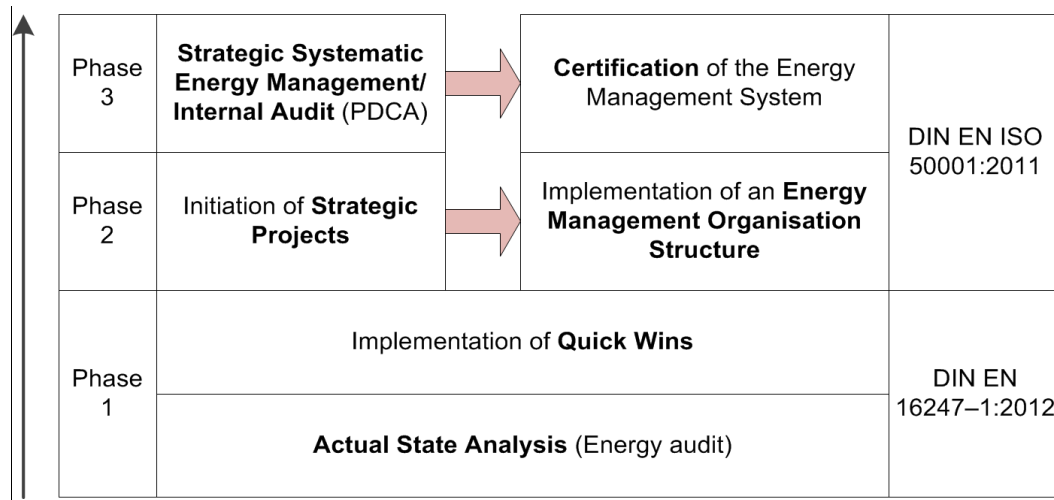 Phase
3
Strategic Systematic
Energy Management/
Internal Audit (PDCA)
Certification of the Energy
Management System
DIN EN ISO
50001:2011
Phase
2
Initiation of Strategic
Projects
Implementation of an Energy
Management Organisation
Structure
Phase
1
Implementation of Quick Wins
DIN EN
16247–1:2012
Actual State Analysis (Energy audit)